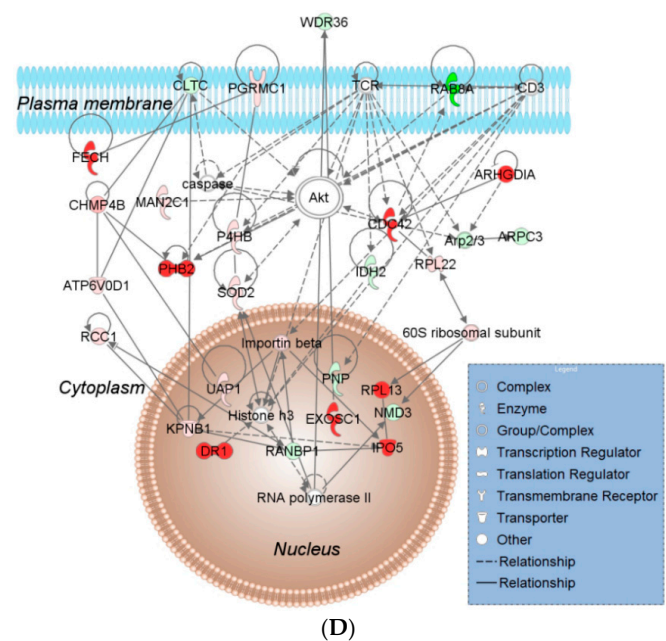 WDR36
CLTC
PGRMC1
TCR
RAB8A
CD3
Plasma membrane
FECH
caspase
Akt
ARHGDIA
CHMP4B
MAN2C1
P4HB
CDC42
Arp2/3
ARPC3
PHB2
IDH2
RPL22
ATP6V0D1
SOD2
RCC1
Importin beta
60S ribosomal subunit
Cytoplasm
UAP1
PNP
RPL13
KPNB1
Histone h3
EXOSC1
NMD3
DR1
RANBP1
IPO5
RNA polymerase II
Nucleus
Legend
Complex
Enzyme
Group/Complex
Transcription Regulator
Translation Regulator
Transmembrane Receptor
Transporter
Other
Relationship
Relationship
(D)